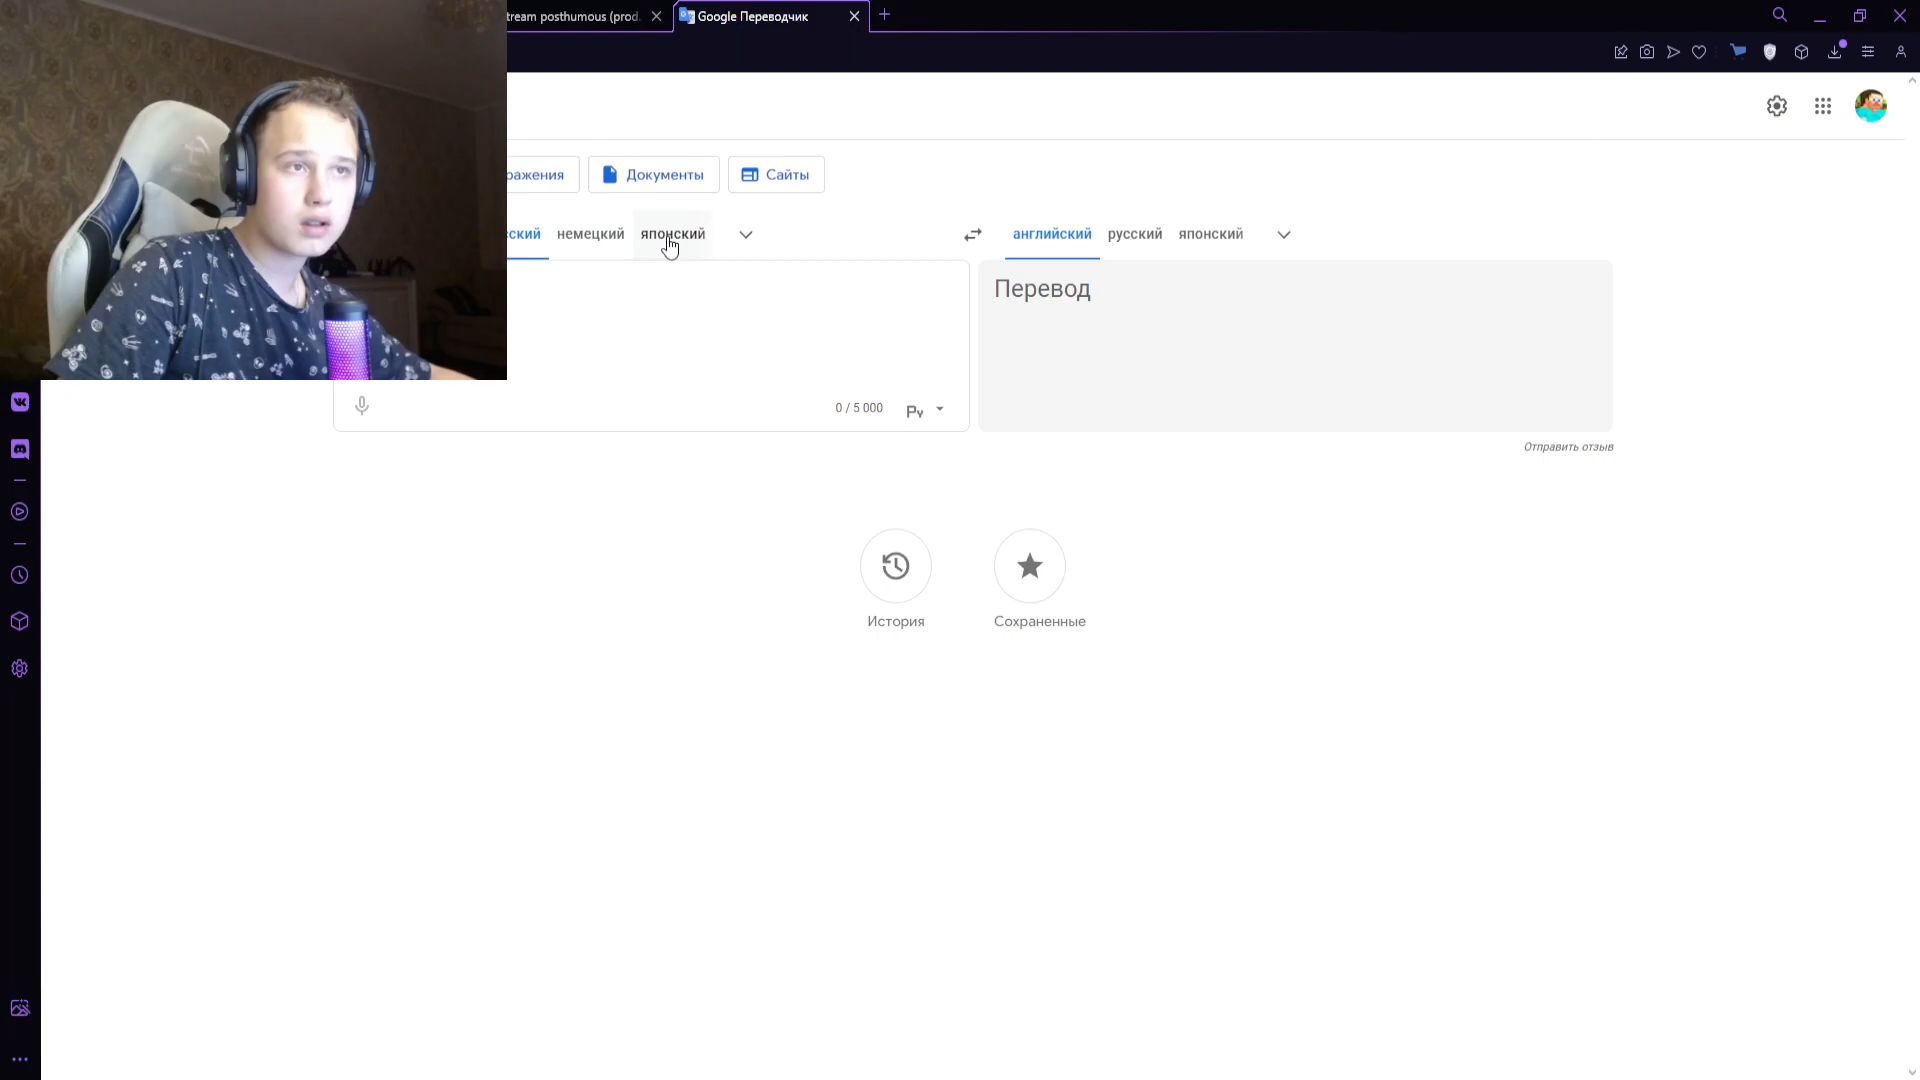 tream posthumous (prod.
Google Переводчик
ражения
Документы
Сайты
ский
немецкий
японский
английский
русский
японский
Перевод
0 / 5 000
Ру
Отправить отзыв
История
Сохраненные